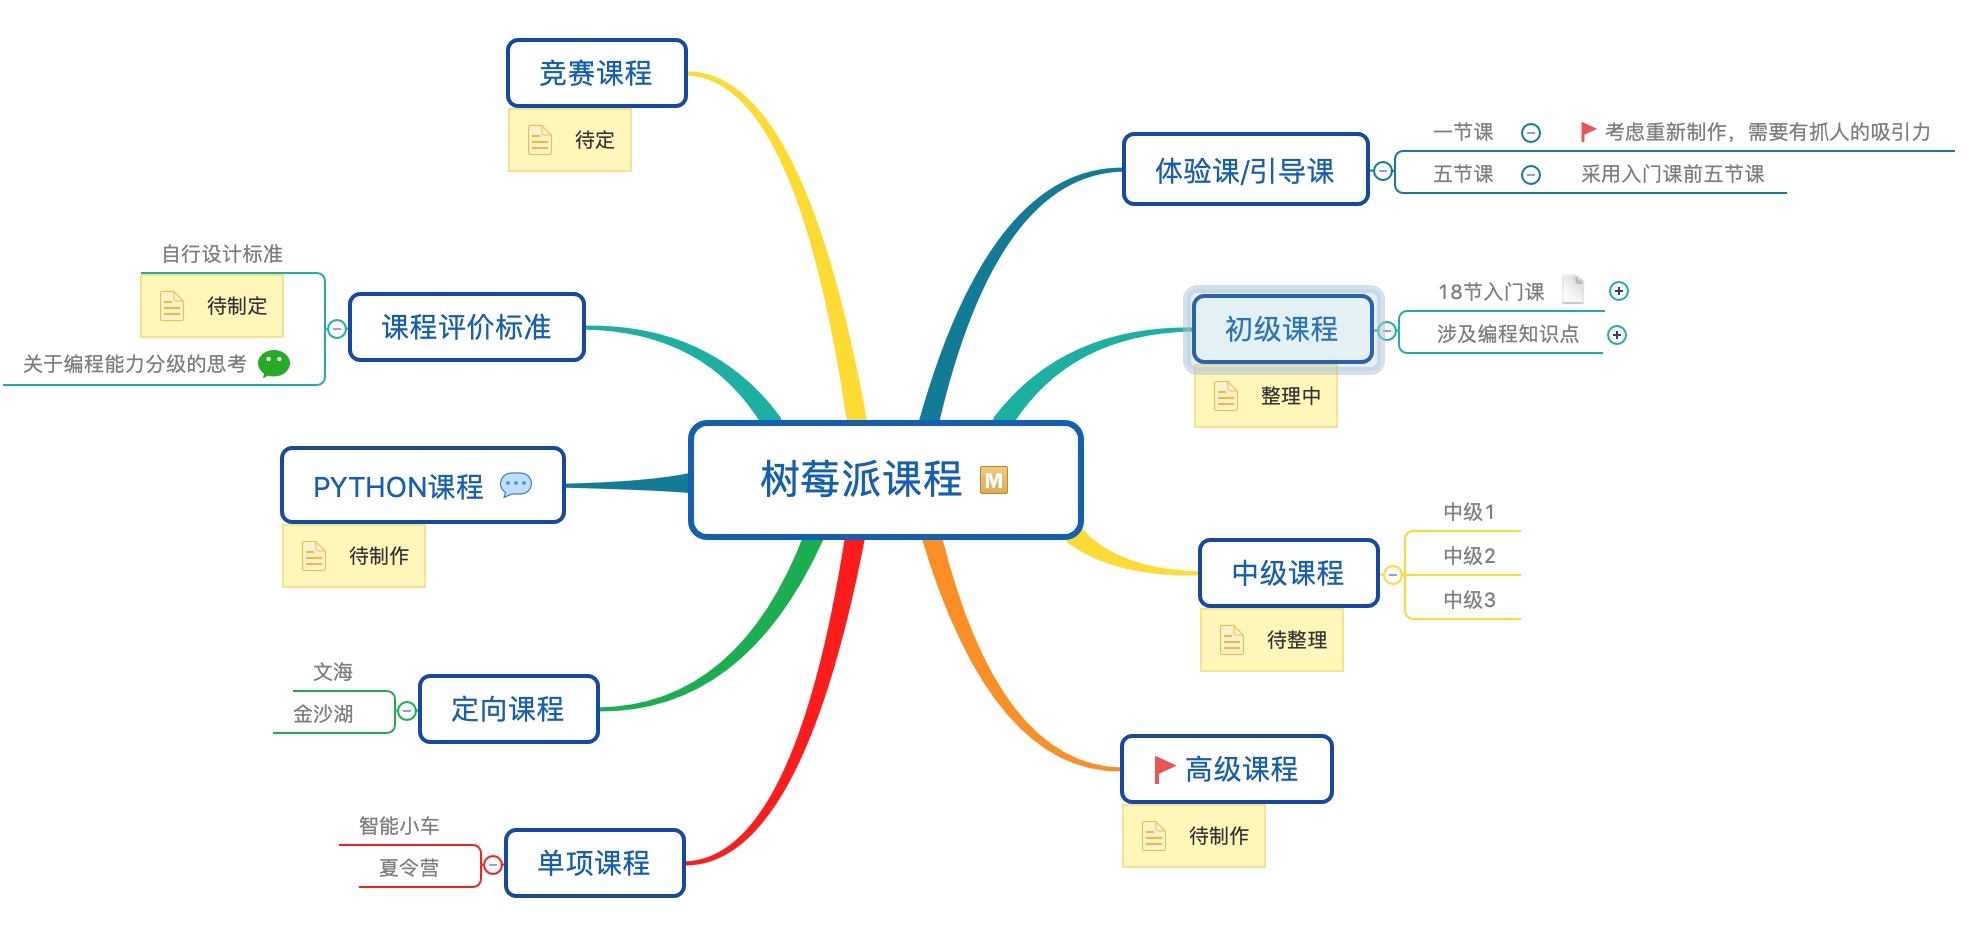 竞赛课程
待定
体验课/引导课
一节课
考虑重新制作，需要有抓人的吸引力
五节课
采用入门课前五节课
自行设计标准
待制定
关于编程能力分级的思考
课程评价标准
初级课程
整理中
18节入门课
涉及编程知识点
树莓派课程 M
PYTHON课程
待制作
中级课程
待整理
中级1
中级2
中级3
文海
金沙湖
定向课程
高级课程
待制作
智能小车
夏令营
单项课程